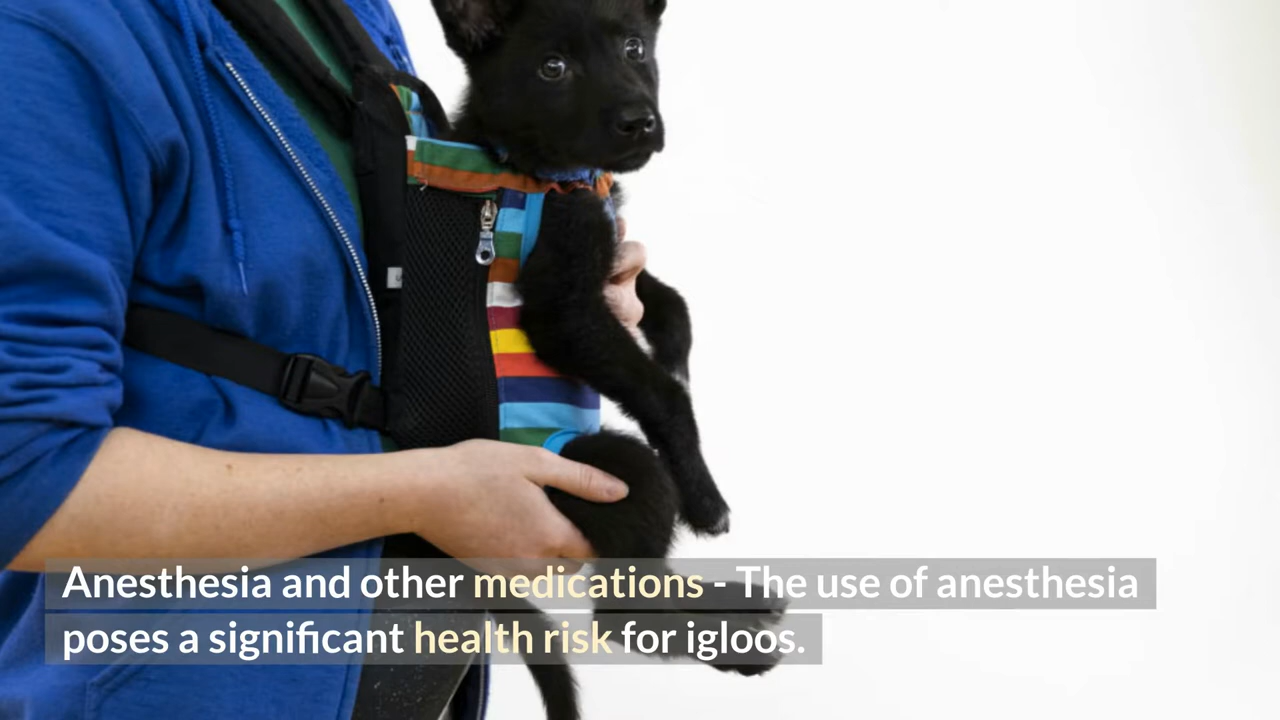 Anesthesia and other medications - The use of anesthesia
poses a significant health risk for igloos.